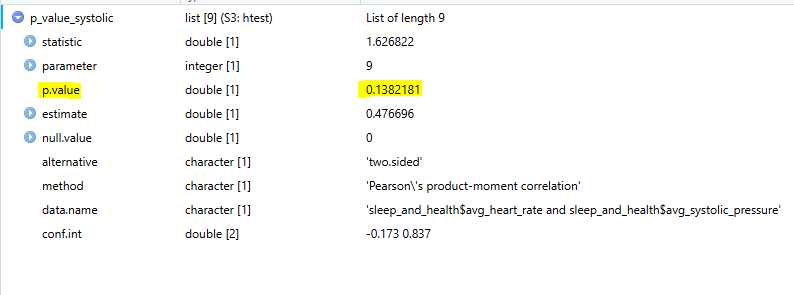 p_value_systolic list [9] (S3: htest) List of length 9
statistic double [1] 1.626822
parameter integer [1] 9
p.value double [1] 0.1382181
estimate double [1] 0.476696
null.value double [1] 0
alternative character [1] 'two.sided'
method character [1] 'Pearson\'s product-moment correlation'
data.name character [1] 'sleep_and_health$avg_heart_rate and sleep_and_health$avg_systolic_pressure'
conf.int double [2] -0.173 0.837